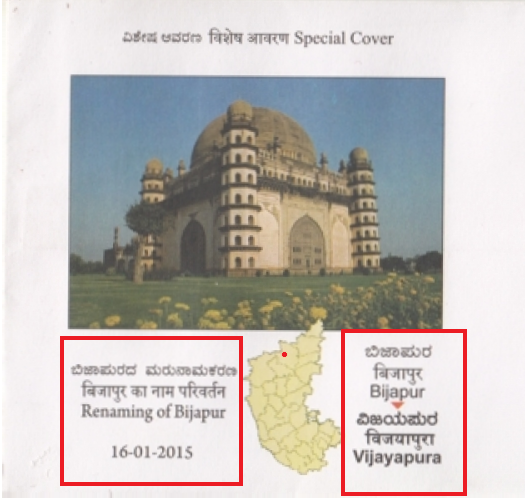 ವಿಶೇಷ ಆವರಣ विशेष आवरण Special Cover
ಬಿಜಾಪುರದ ಮರುನಾಮಕರಣ
बिजापुर का नाम परिवर्तन
Renaming of Bijapur
16-01-2015
ಬಿಜಾಪುರ
बिजापुर
Bijapur
ವಿಜಯಪುರ
विजयापुरा
Vijayapura